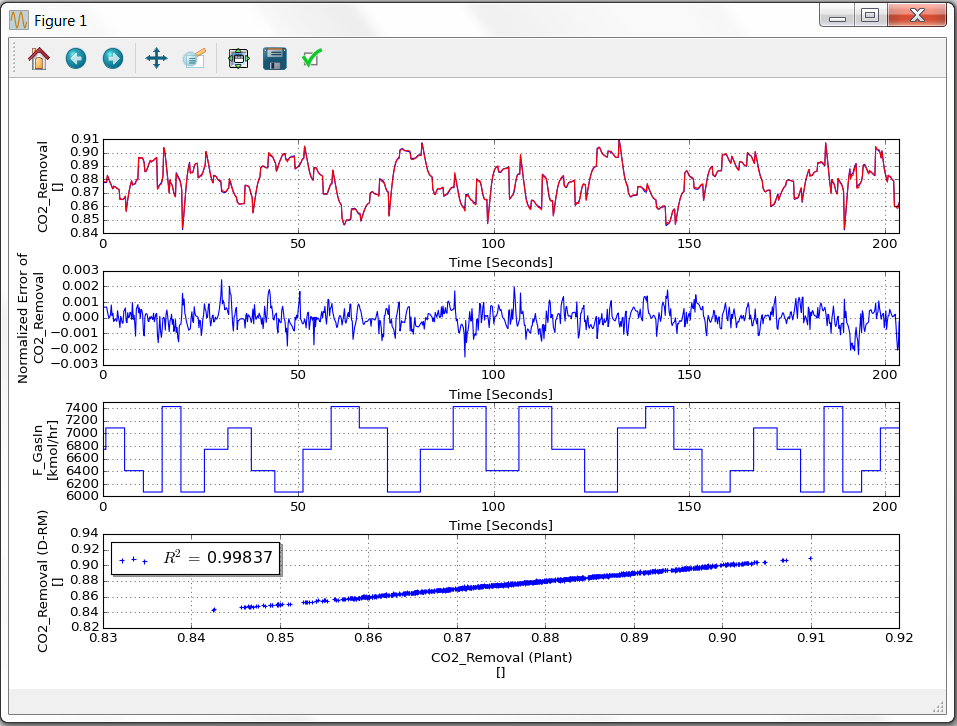 Figure 1
CO2_Removal
[]
0.91
0.90
0.89
0.88
0.87
0.86
0.85
0.84
0 50 100 150 200
Time [Seconds]
Normalized Error of
CO2_Removal
0.003
0.002
0.001
0.000
−0.001
−0.002
−0.003
0 50 100 150 200
Time [Seconds]
F_GasIn
[kmol/hr]
7400
7200
7000
6800
6600
6400
6200
6000
0 50 100 150 200
Time [Seconds]
CO2_Removal (D-RM)
[]
0.94
0.92
0.90
0.88
0.86
0.84
0.82
R² = 0.99837
0.83 0.84 0.85 0.86 0.87 0.88 0.89 0.90 0.91 0.92
CO2_Removal (Plant)
[]